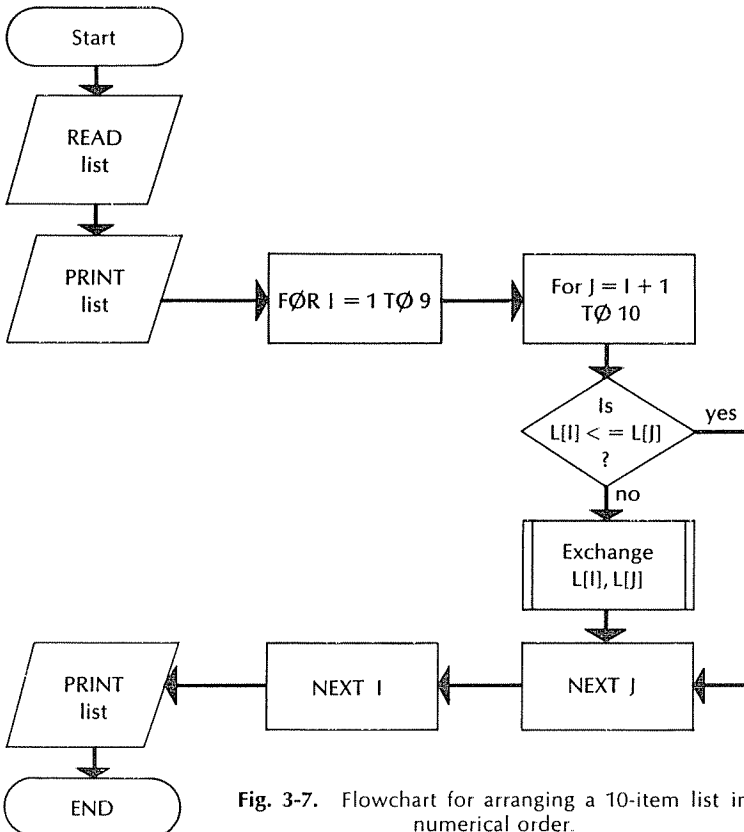 Start
READ
list
PRINT
list
FØR I = 1 TØ 9
For J = I + 1
TØ 10
Is
L[I] < = L[J]
?
yes
no
Exchange
L[I], L[J]
NEXT J
NEXT I
PRINT
list
END
Fig. 3-7. Flowchart for arranging a 10-item list in
numerical order.